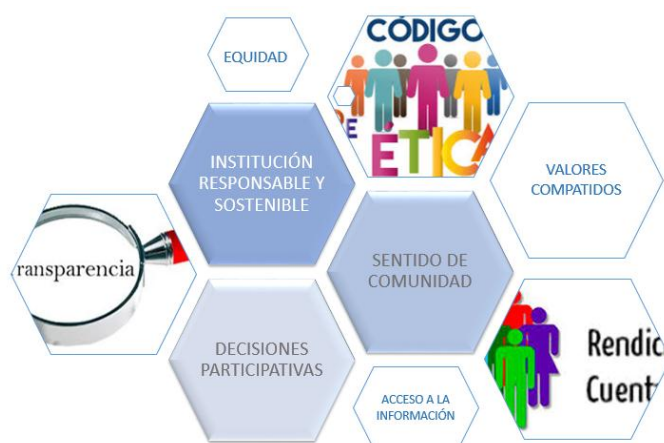 EQUIDAD
CÓDIGO
DE
ÉTICA
INSTITUCIÓN
RESPONSABLE Y
SOSTENIBLE
VALORES
COMPATIDOS
ransparencia
SENTIDO DE
COMUNIDAD
DECISIONES
PARTICIPATIVAS
Rendic
Cuent
ACCESO A LA
INFORMACIÓN